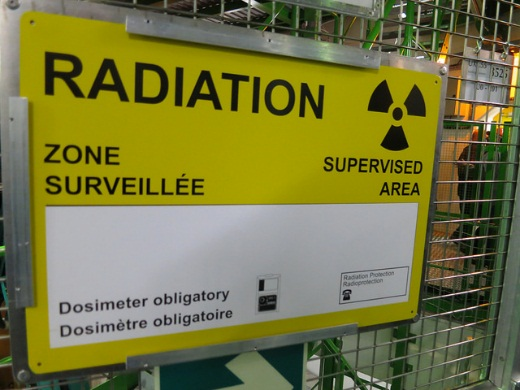 RADIATION
ZONE
SURVEILLÉE
SUPERVISED
AREA
Dosimeter obligatory
Dosimètre obligatoire
Radiation Protection
Radioprotection